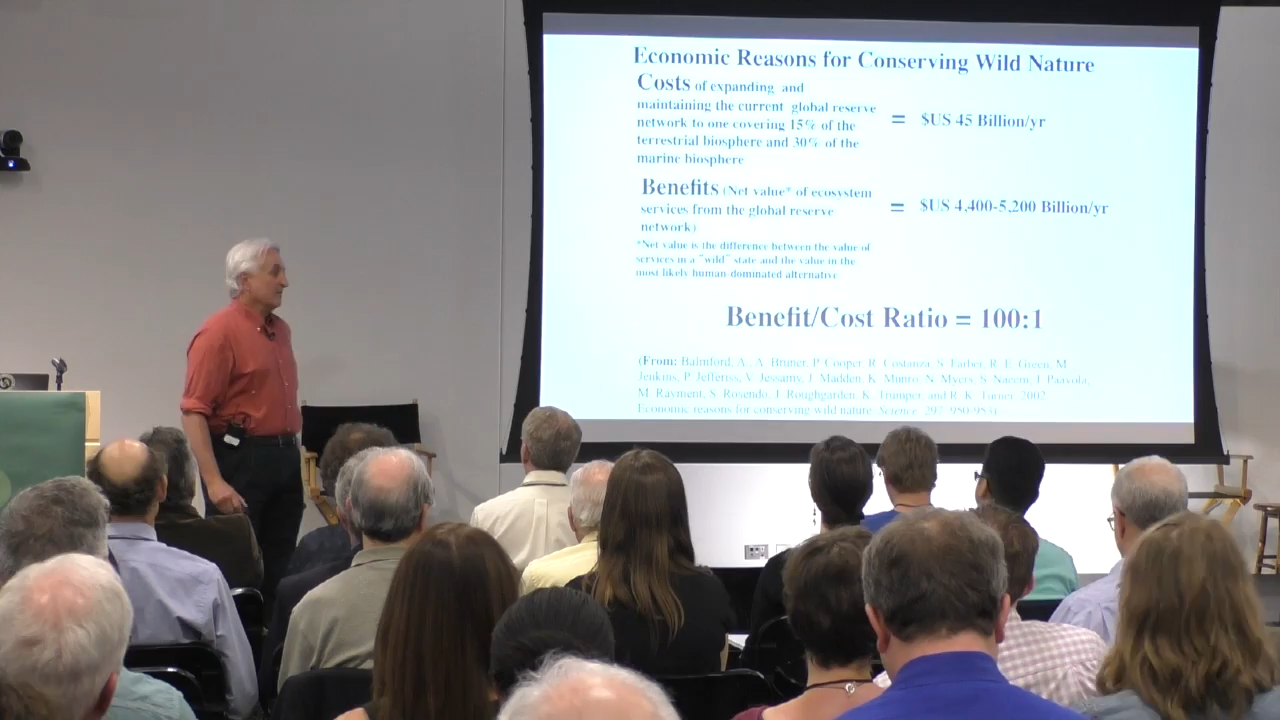 Economic Reasons for Conserving Wild Nature
Costs of expanding and
maintaining the current global reserve
network to one covering 15% of the
terrestrial biosphere and 30% of the
marine biosphere
= $US 45 Billion/yr
Benefits (Net value* of ecosystem
services from the global reserve
network)
= $US 4,400-5,200 Billion/yr
*Net value is the difference between the value of
services in a "wild" state and the value in the
most likely human-dominated alternative
Benefit/Cost Ratio = 100:1
(From: Balmford, A., A. Bruner, P. Cooper, R. Costanza, S. Farber, R. E. Green, M.
Jenkins, P. Jefferiss, V. Jessamy, J. Madden, K. Munro, N. Myers, S. Naeem, J. Paavola,
M. Rayment, S. Rosendo, J. Roughgarden, K. Trumper, and R. K. Turner. 2002.
Economic reasons for conserving wild nature. Science. 297: 950-953)